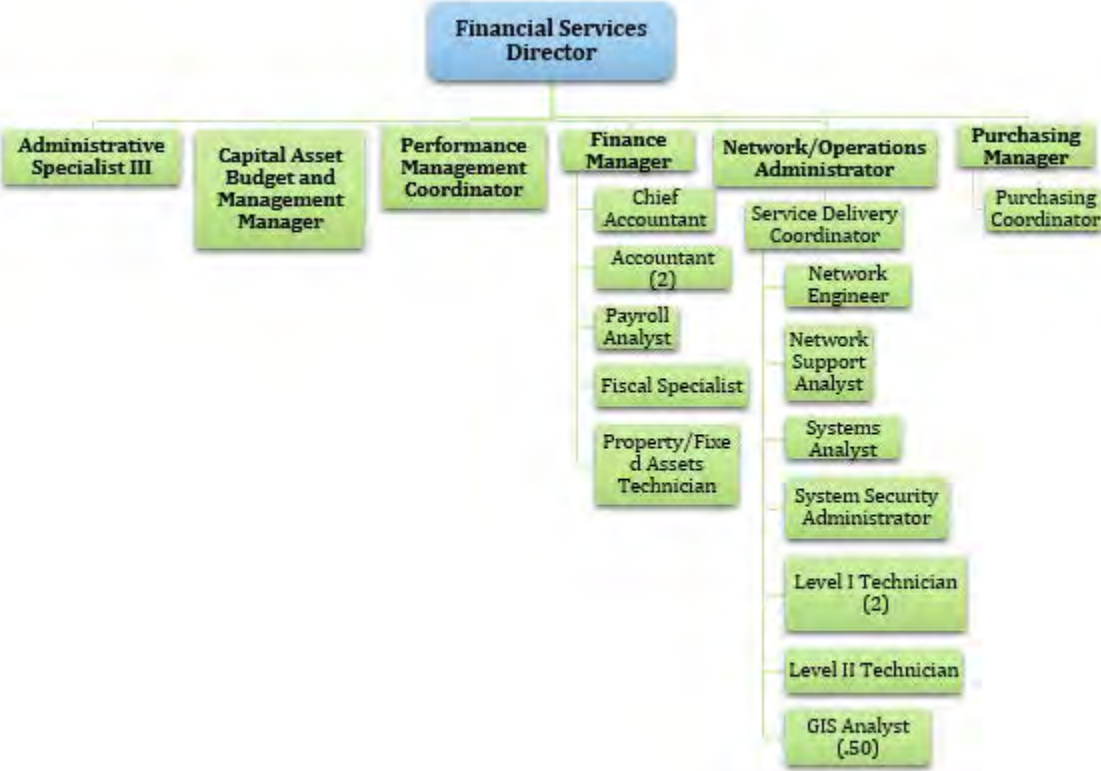 Financial Services
Director
Administrative
Specialist III
Capital Asset
Budget and
Management
Manager
Performance
Management
Coordinator
Finance
Manager
Chief
Accountant
Accountant
(2)
Payroll
Analyst
Fiscal Specialist
Property/Fixe
d Assets
Technician
Network/Operations
Administrator
Service Delivery
Coordinator
Network
Engineer
Network
Support
Analyst
Systems
Analyst
System Security
Administrator
Level I Technician
(2)
Level II Technician
GIS Analyst
(.50)
Purchasing
Manager
Purchasing
Coordinator